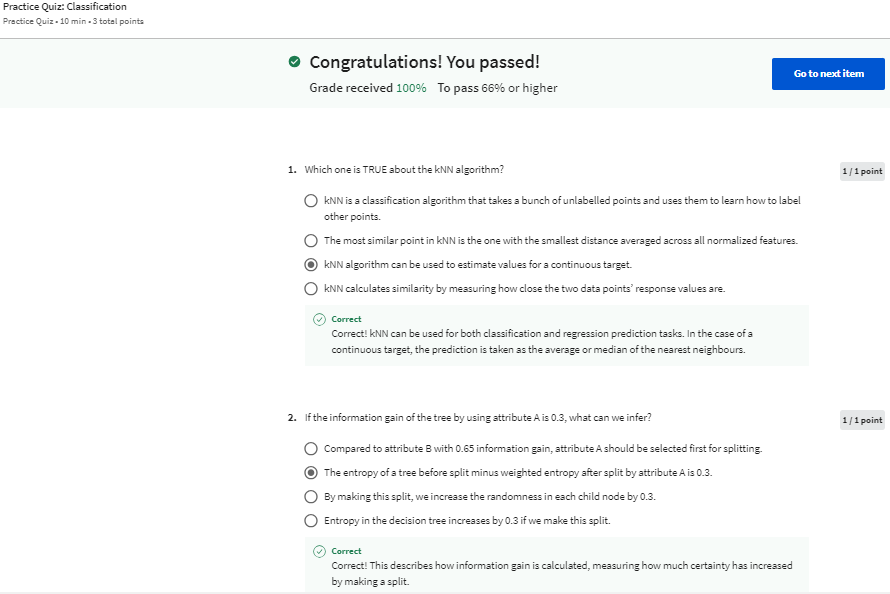 Practice Quiz: Classification
Practice Quiz • 10 min • 3 total points
Congratulations! You passed!
Go to next item
Grade received 100% To pass 66% or higher
1. Which one is TRUE about the kNN algorithm?
1 / 1 point
kNN is a classification algorithm that takes a bunch of unlabelled points and uses them to learn how to label
other points.
The most similar point in kNN is the one with the smallest distance averaged across all normalized features.
kNN algorithm can be used to estimate values for a continuous target.
kNN calculates similarity by measuring how close the two data points’ response values are.
Correct
Correct! kNN can be used for both classification and regression prediction tasks. In the case of a
continuous target, the prediction is taken as the average or median of the nearest neighbours.
2. If the information gain of the tree by using attribute A is 0.3, what can we infer?
1 / 1 point
Compared to attribute B with 0.65 information gain, attribute A should be selected first for splitting.
The entropy of a tree before split minus weighted entropy after split by attribute A is 0.3.
By making this split, we increase the randomness in each child node by 0.3.
Entropy in the decision tree increases by 0.3 if we make this split.
Correct
Correct! This describes how information gain is calculated, measuring how much certainty has increased
by making a split.